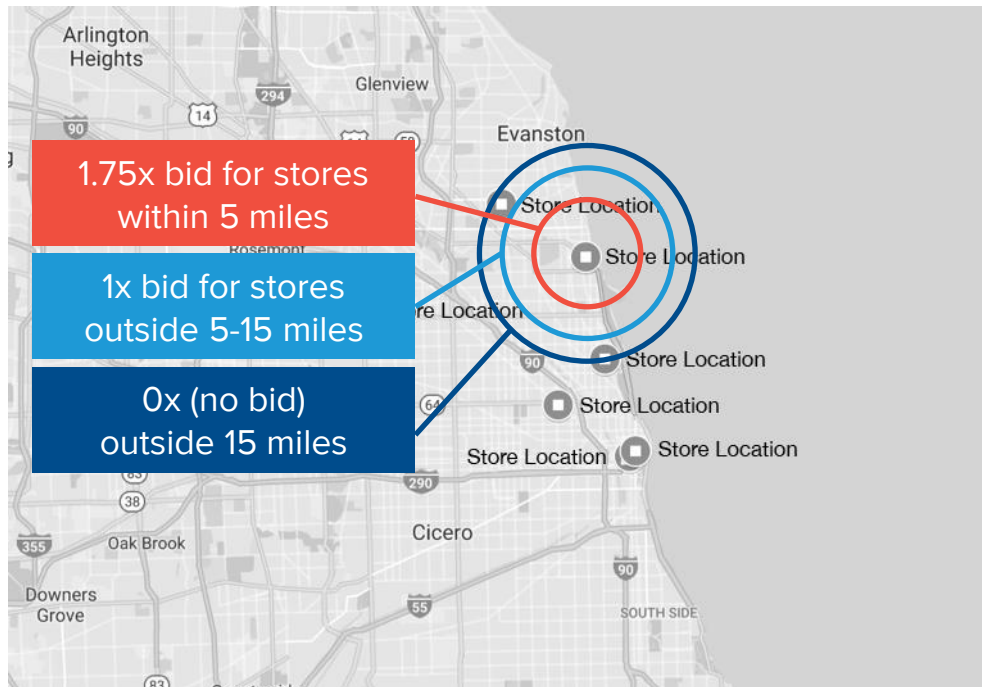 Arlington
Heights
Glenview
294
14
90
Evanston
1.75x bid for stores
within 5 miles
Store Location
Rosemont
Store Location
1x bid for stores
outside 5-15 miles
re Location
90
Store Location
0x (no bid)
outside 15 miles
64
Store Location
Store Location
Store Location
83
290
38
Cicero
355
Oak Brook
90
Downers
Grove
55
SOUTH SIDE
83